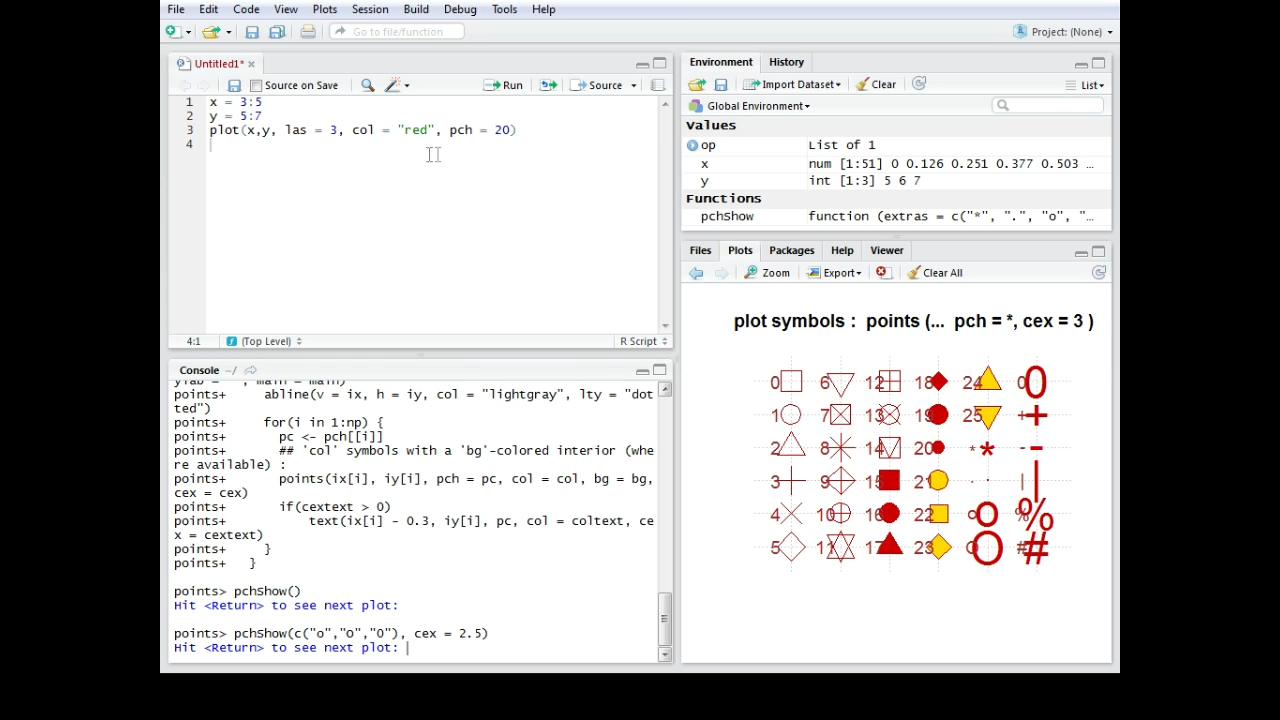 File Edit Code View Plots Session Build Debug Tools Help
Go to file/function Project: (None)
Untitled1*
Source on Save Run Source
1 x = 3:5
2 y = 5:7
3 plot(x,y, las = 3, col = "red", pch = 20)
4
4:1 (Top Level) R Script
Console ~/
points+ abline(v = ix, h = iy, col = "lightgray", lty = "dot
ted")
points+ for(i in 1:np) {
points+ pc <- pch[[i]]
points+ ## 'col' symbols with a 'bg'-colored interior (whe
re available) :
points+ points(ix[i], iy[i], pch = pc, col = col, bg = bg,
cex = cex)
points+ if(cextext > 0)
points+ text(ix[i] - 0.3, iy[i], pc, col = coltext, ce
x = cextext)
points+ }
points+ }
points> pchShow()
Hit <Return> to see next plot:
points> pchShow(c("o","O","0"), cex = 2.5)
Hit <Return> to see next plot:
Environment History
Import Dataset Clear List
Global Environment
Values
op List of 1
x num [1:51] 0 0.126 0.251 0.377 0.503 ...
y int [1:3] 5 6 7
Functions
pchShow function (extras = c("*", ".", "o", "…
Files Plots Packages Help Viewer
Zoom Export Clear All
plot symbols : points (... pch = *, cex = 3 )
0 6 12 18 24 0 0
1 7 13 19 25 + +
2 8 14 20 * * - -
3 9 15 21 . . | |
4 10 16 22 o o % %
5 11 17 23 O O # #